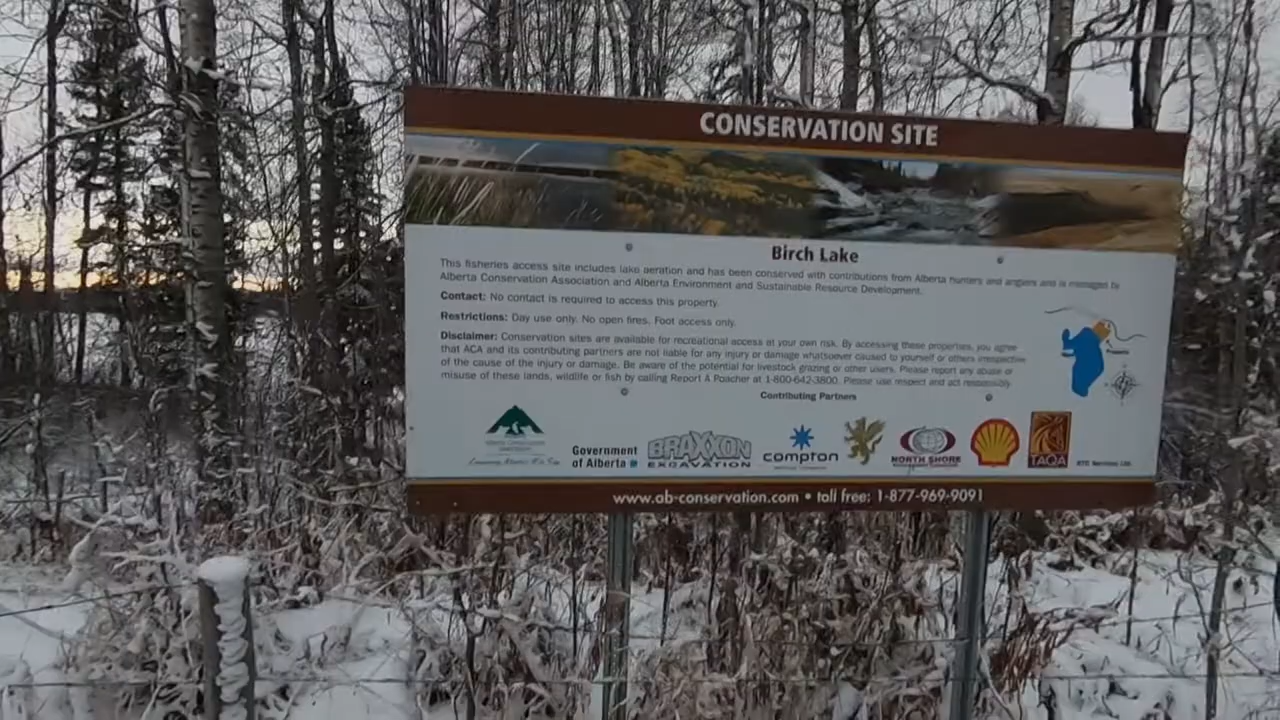 CONSERVATION SITE
Birch Lake
This fisheries access site includes lake aeration and has been conserved with contributions from Alberta hunters and anglers and is managed by
Alberta Conservation Association and Alberta Environment and Sustainable Resource Development.
Contact: No contact is required to access this property.
Restrictions: Day use only. No open fires. Foot access only.
Disclaimer: Conservation sites are available for recreational access at your own risk. By accessing these properties, you agree
that ACA and its contributing partners are not liable for any injury or damage whatsoever caused to yourself or others irrespective
of the cause of the injury or damage. Be aware of the potential for livestock grazing or other users. Please report any abuse or
misuse of these lands, wildlife or fish by calling Report A Poacher at 1-800-642-3800. Please use respect and act responsibly.
Contributing Partners
Government
of Alberta
BRAXXON
EXCAVATION
compton
NORTH SHORE
TAQA
www.ab-conservation.com • toll free: 1-877-969-9091